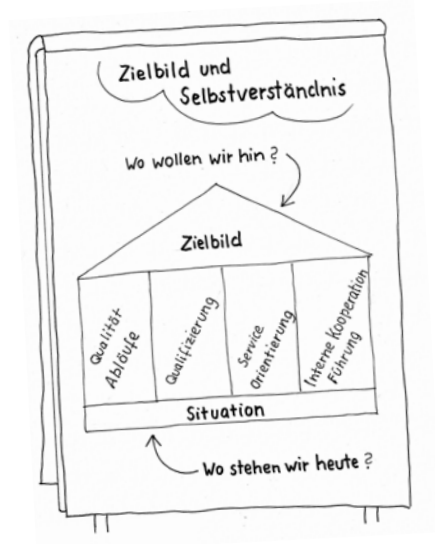 Zielbild und
Selbstverständnis
Wo wollen wir hin?
Zielbild
Qualität
Abläufe
Qualifizierung
Service
Orientierung
Interne Kooperation
Führung
Situation
Wo stehen wir heute?